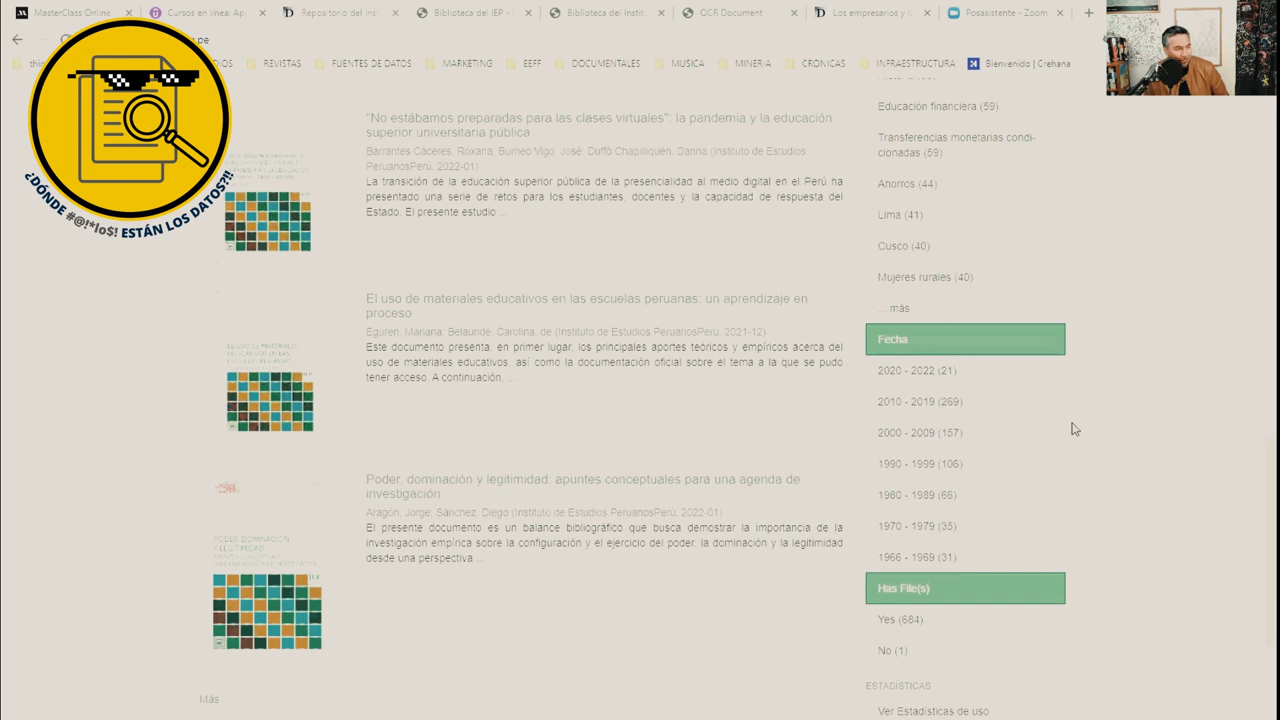 MasterClass Online
Cursos en línea: Ap
Repositorio del Inst
Biblioteca del IEP -
Biblioteca del Instit
OCR Document
Los empresarios y l
Posasistente - Zoom
pe
REVISTAS
FUENTES DE DATOS
MARKETING
EEFF
DOCUMENTALES
MUSICA
MINERIA
CRONICAS
INFRAESTRUCTURA
Bienvenido | Crehana
¿DÓNDE #@!*lo$! ESTÁN LOS DATOS?!!
"No estábamos preparadas para las clases virtuales": la pandemia y la educación
superior universitaria pública
Barrantes Cáceres, Roxana; Burneo Vigo, José; Duffó Chapilliquén, Danna (Instituto de Estudios
PeruanosPerú, 2022-01)
La transición de la educación superior pública de la presencialidad al medio digital en el Perú ha
presentado una serie de retos para los estudiantes, docentes y la capacidad de respuesta del
Estado. El presente estudio ...
El uso de materiales educativos en las escuelas peruanas: un aprendizaje en
proceso
Eguren, Mariana; Belaunde, Carolina, de (Instituto de Estudios PeruanosPerú, 2021-12)
Este documento presenta, en primer lugar, los principales aportes teóricos y empíricos acerca del
uso de materiales educativos, así como la documentación oficial sobre el tema a la que se pudo
tener acceso. A continuación, ...
EL USO DE MATERIALES
EDUCATIVOS EN LAS
Poder, dominación y legitimidad: apuntes conceptuales para una agenda de
investigación
Aragón, Jorge; Sánchez, Diego (Instituto de Estudios PeruanosPerú, 2022-01)
El presente documento es un balance bibliográfico que busca demostrar la importancia de la
investigación empírica sobre la configuración y el ejercicio del poder, la dominación y la legitimidad
desde una perspectiva ...
PODER, DOMINACIÓN
Más
Educación financiera (59)
Transferencias monetarias condi-
cionadas (59)
Ahorros (44)
Lima (41)
Cusco (40)
Mujeres rurales (40)
... más
Fecha
2020 - 2022 (21)
2010 - 2019 (269)
2000 - 2009 (157)
1990 - 1999 (106)
1980 - 1989 (66)
1970 - 1979 (35)
1966 - 1969 (31)
Has File(s)
Yes (684)
No (1)
ESTADÍSTICAS
Ver Estadísticas de uso